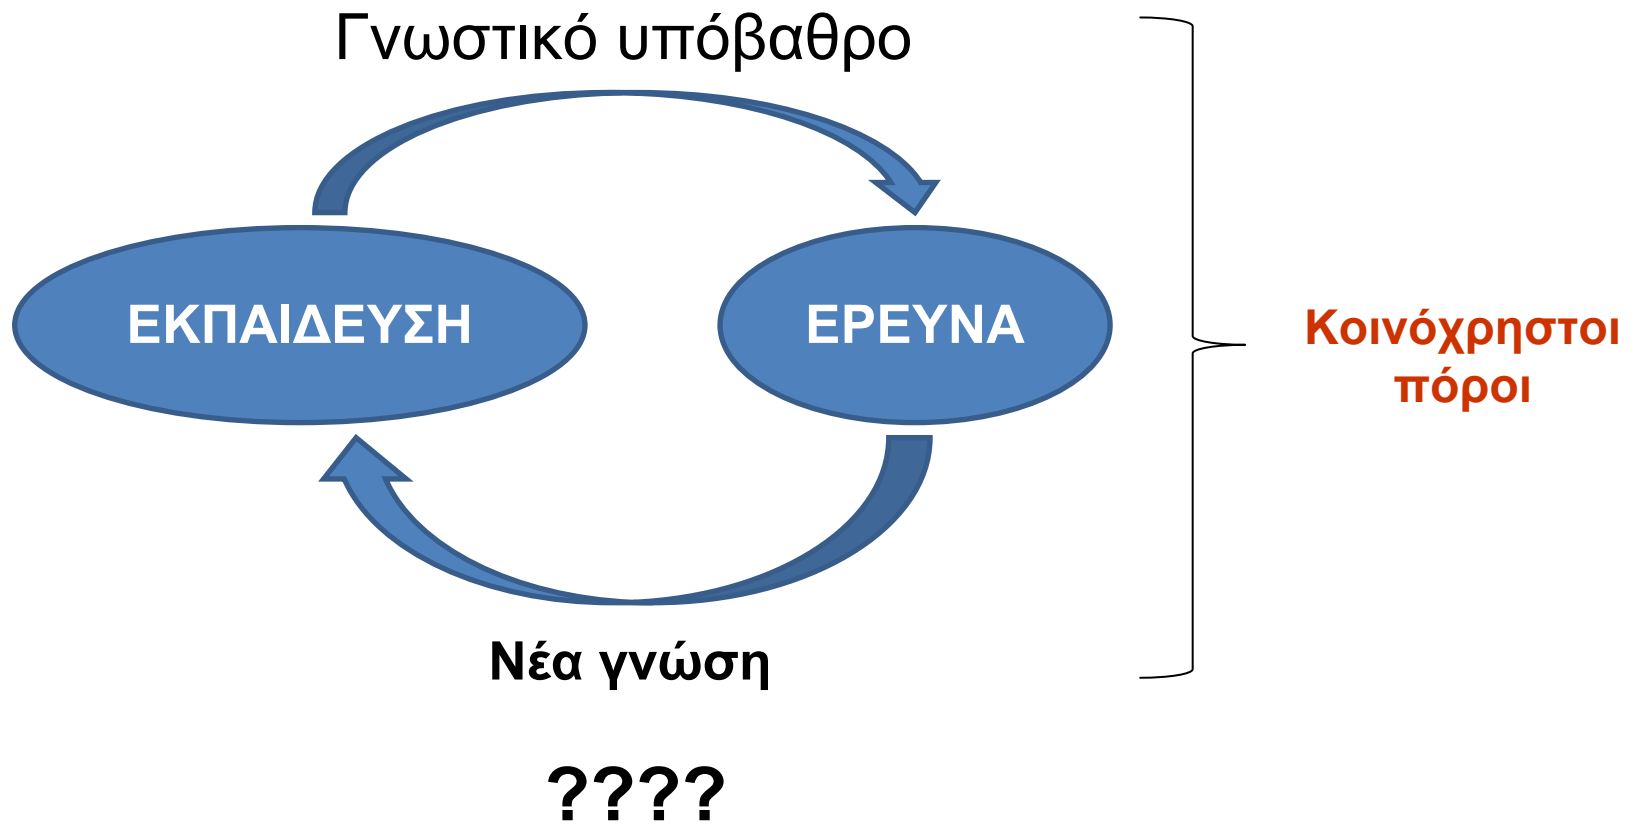 Γνωστικό υπόβαθρο
ΕΚΠΑΙΔΕΥΣΗ
ΕΡΕΥΝΑ
Κοινόχρηστοι
πόροι
Νέα γνώση
????